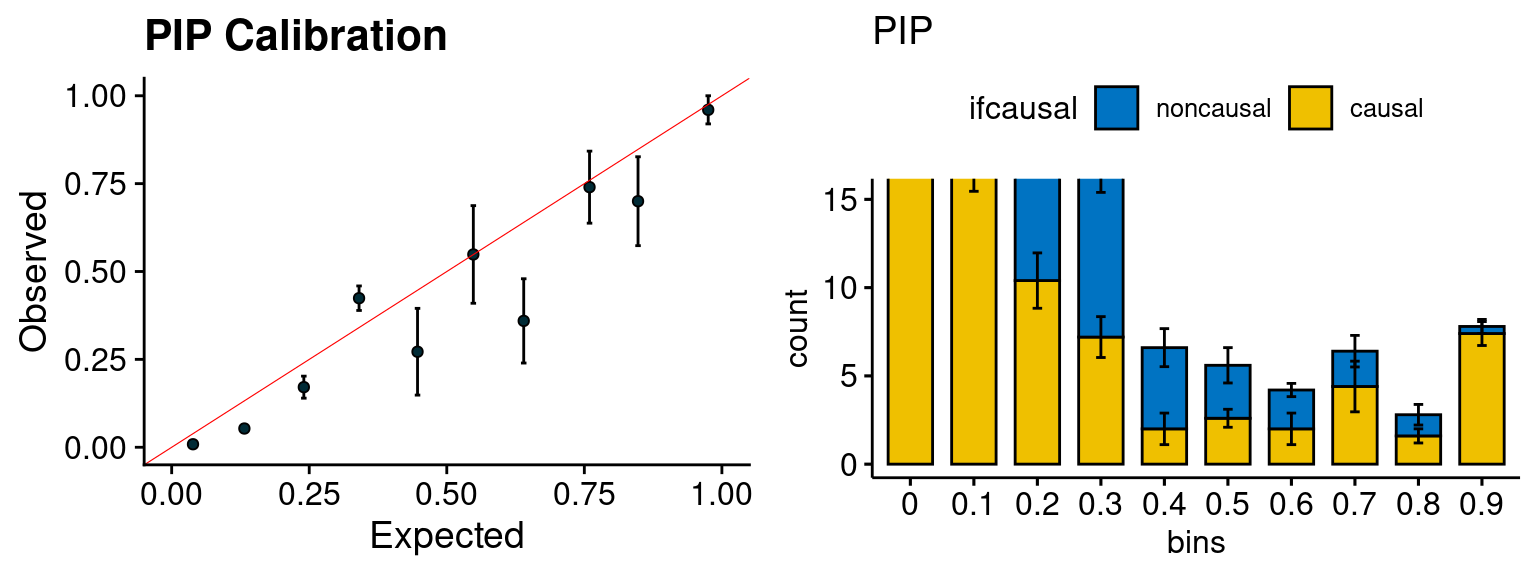 PIP Calibration
1.00
0.75
0.50
0.25
0.00
Observed
0.00 0.25 0.50 0.75 1.00
Expected
PIP
ifcausal noncausal causal
15
10
5
0
count
0 0.1 0.2 0.3 0.4 0.5 0.6 0.7 0.8 0.9
bins